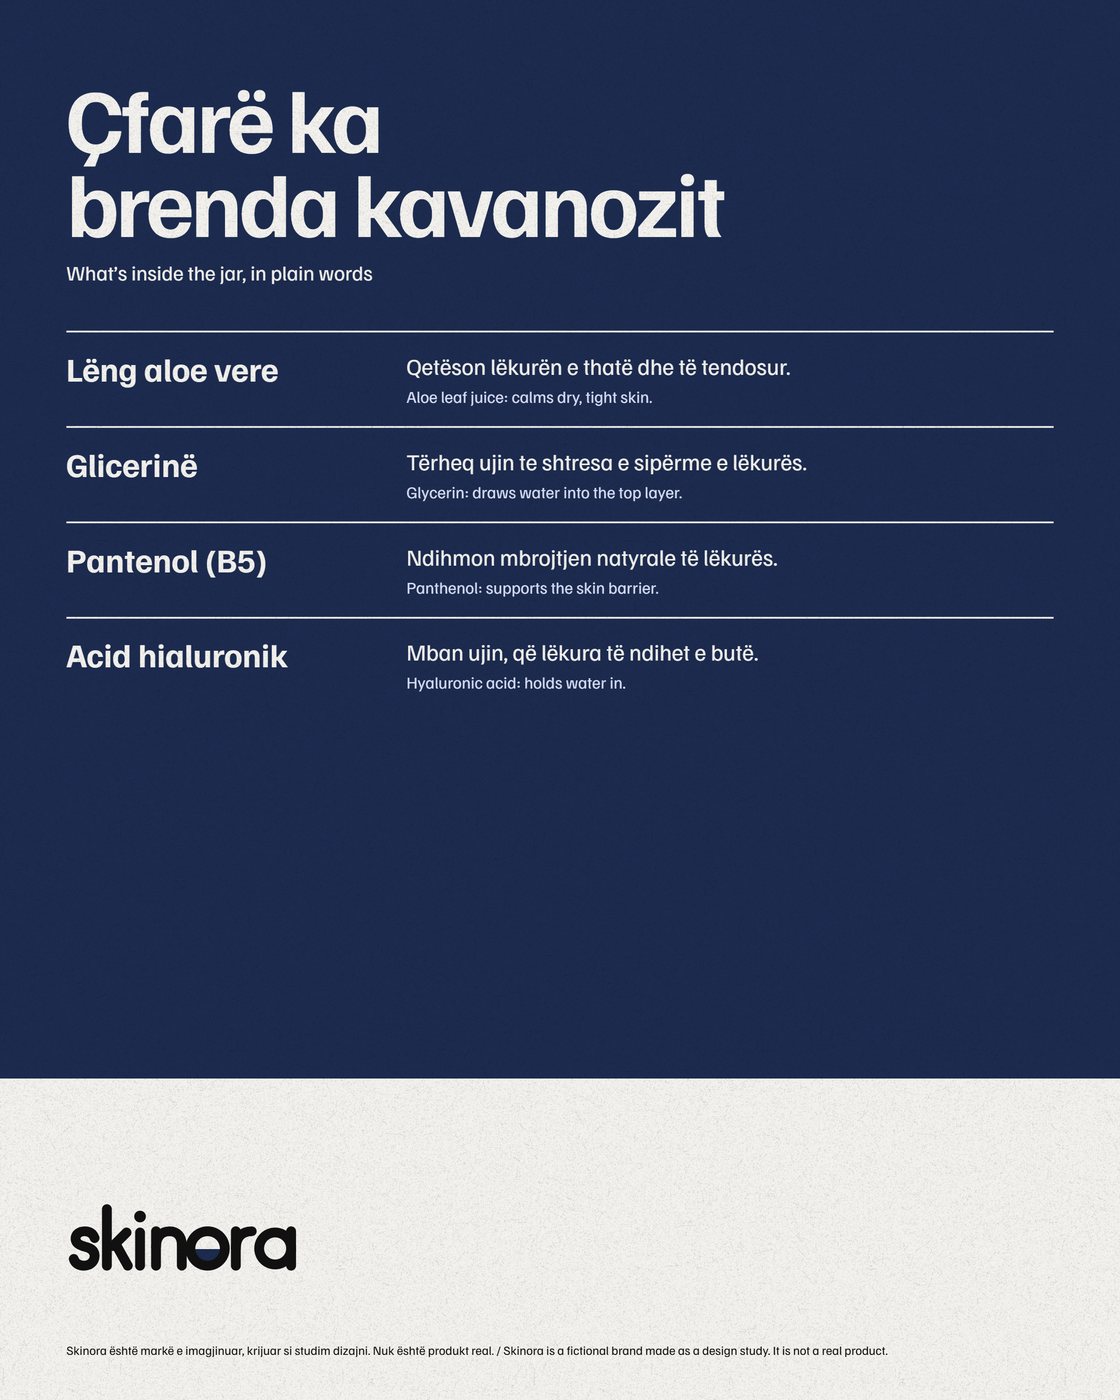 Çfarë ka
brenda kavanozit
What’s inside the jar, in plain words
Lëng aloe vere
Qetëson lëkurën e thatë dhe të tendosur.
Aloe leaf juice: calms dry, tight skin.
Glicerinë
Tërheq ujin te shtresa e sipërme e lëkurës.
Glycerin: draws water into the top layer.
Pantenol (B5)
Ndihmon mbrojtjen natyrale të lëkurës.
Panthenol: supports the skin barrier.
Acid hialuronik
Mban ujin, që lëkura të ndihet e butë.
Hyaluronic acid: holds water in.
skinora
Skinora është markë e imagjinuar, krijuar si studim dizajni. Nuk është produkt real. / Skinora is a fictional brand made as a design study. It is not a real product.